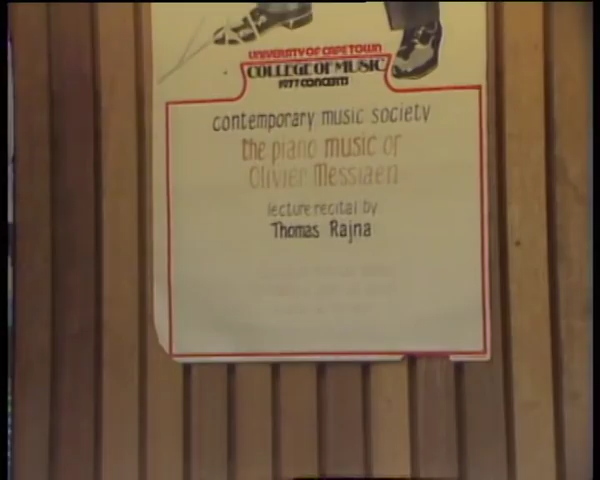 UNIVERSITY OF CAPE TOWN
COLLEGE OF MUSIC
1977 CONCERTI
contemporary music society
the piano music of
Olivier Messiaen
lecture recital by
Thomas Rajna